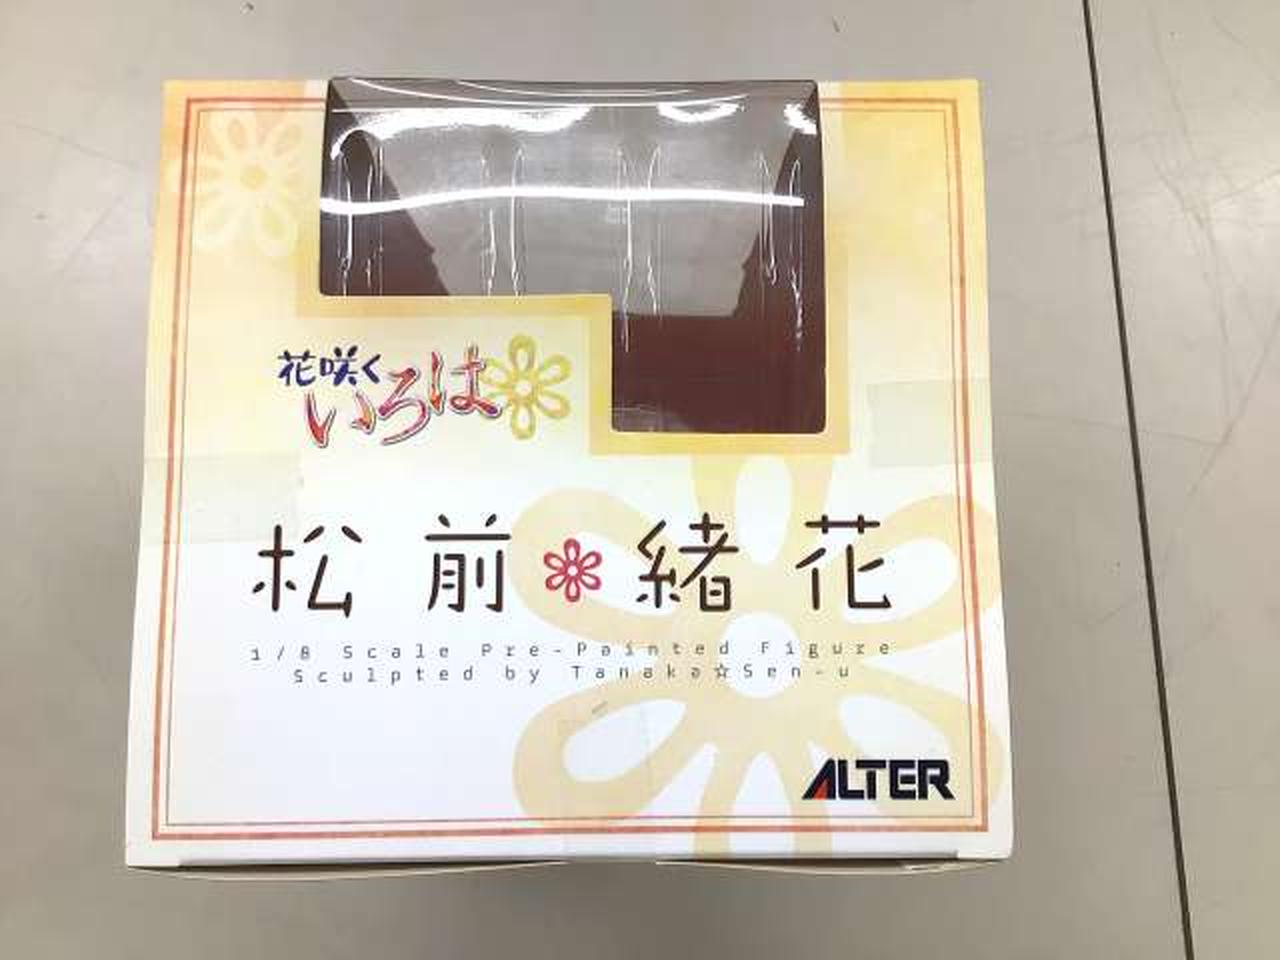 花咲く
いろは
松前緒花
1/8 Scale Pre-Painted Figure
Sculpted by Tanaka☆Sen-u
ALTER